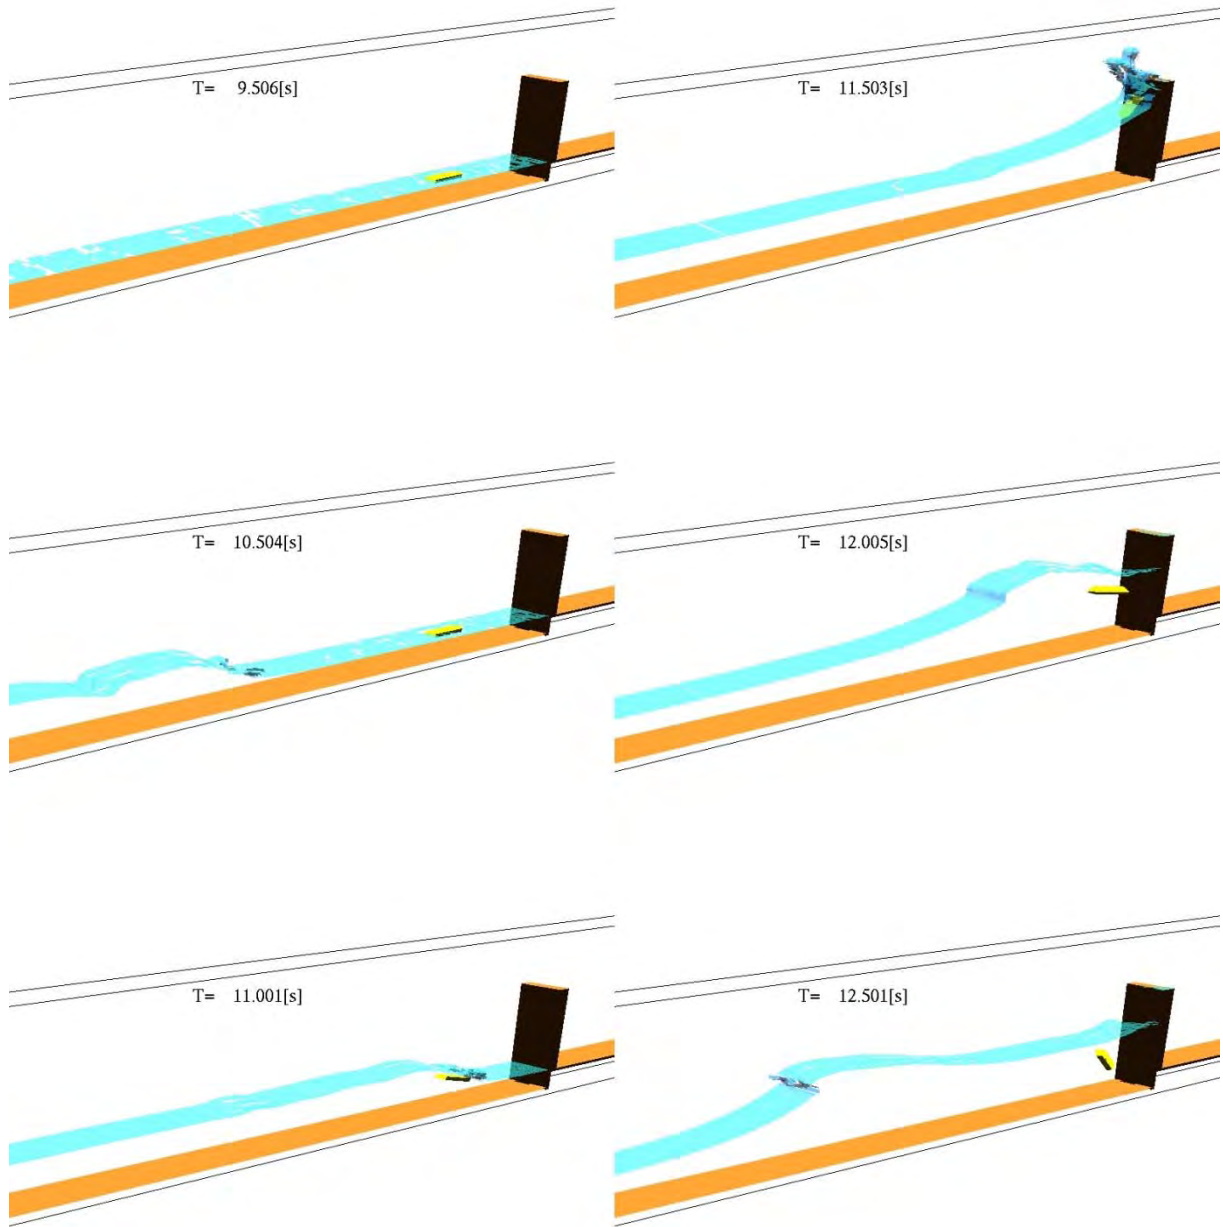 T= 9.506[s]
T= 11.503[s]
T= 10.504[s]
T= 12.005[s]
T= 11.001[s]
T= 12.501[s]